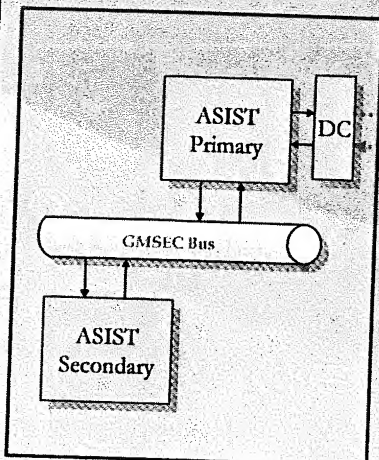 ASIST
Primary
DC
GMSEC Bus
ASIST
Secondary